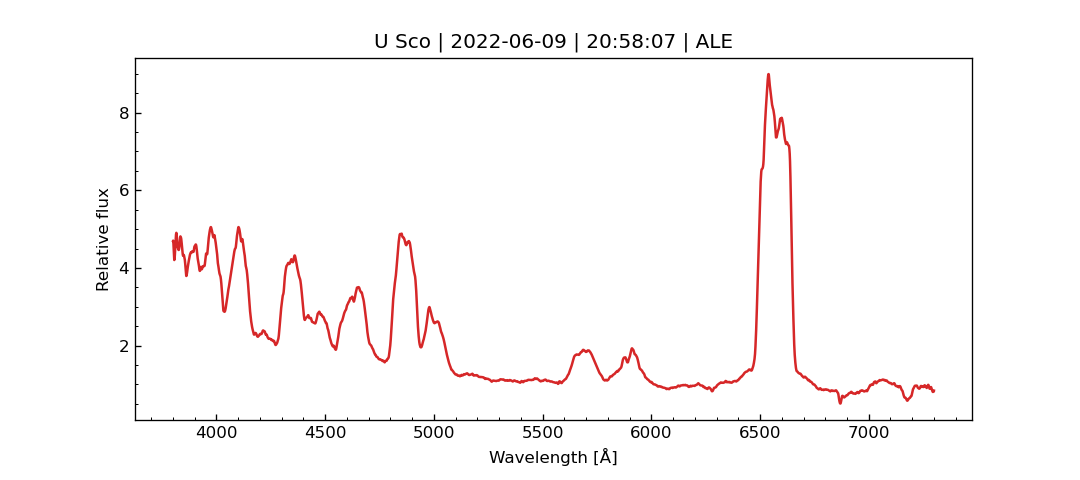 U Sco | 2022-06-09 | 20:58:07 | ALE
8
6
4
2
Relative flux
4000 4500 5000 5500 6000 6500 7000
Wavelength [Å]